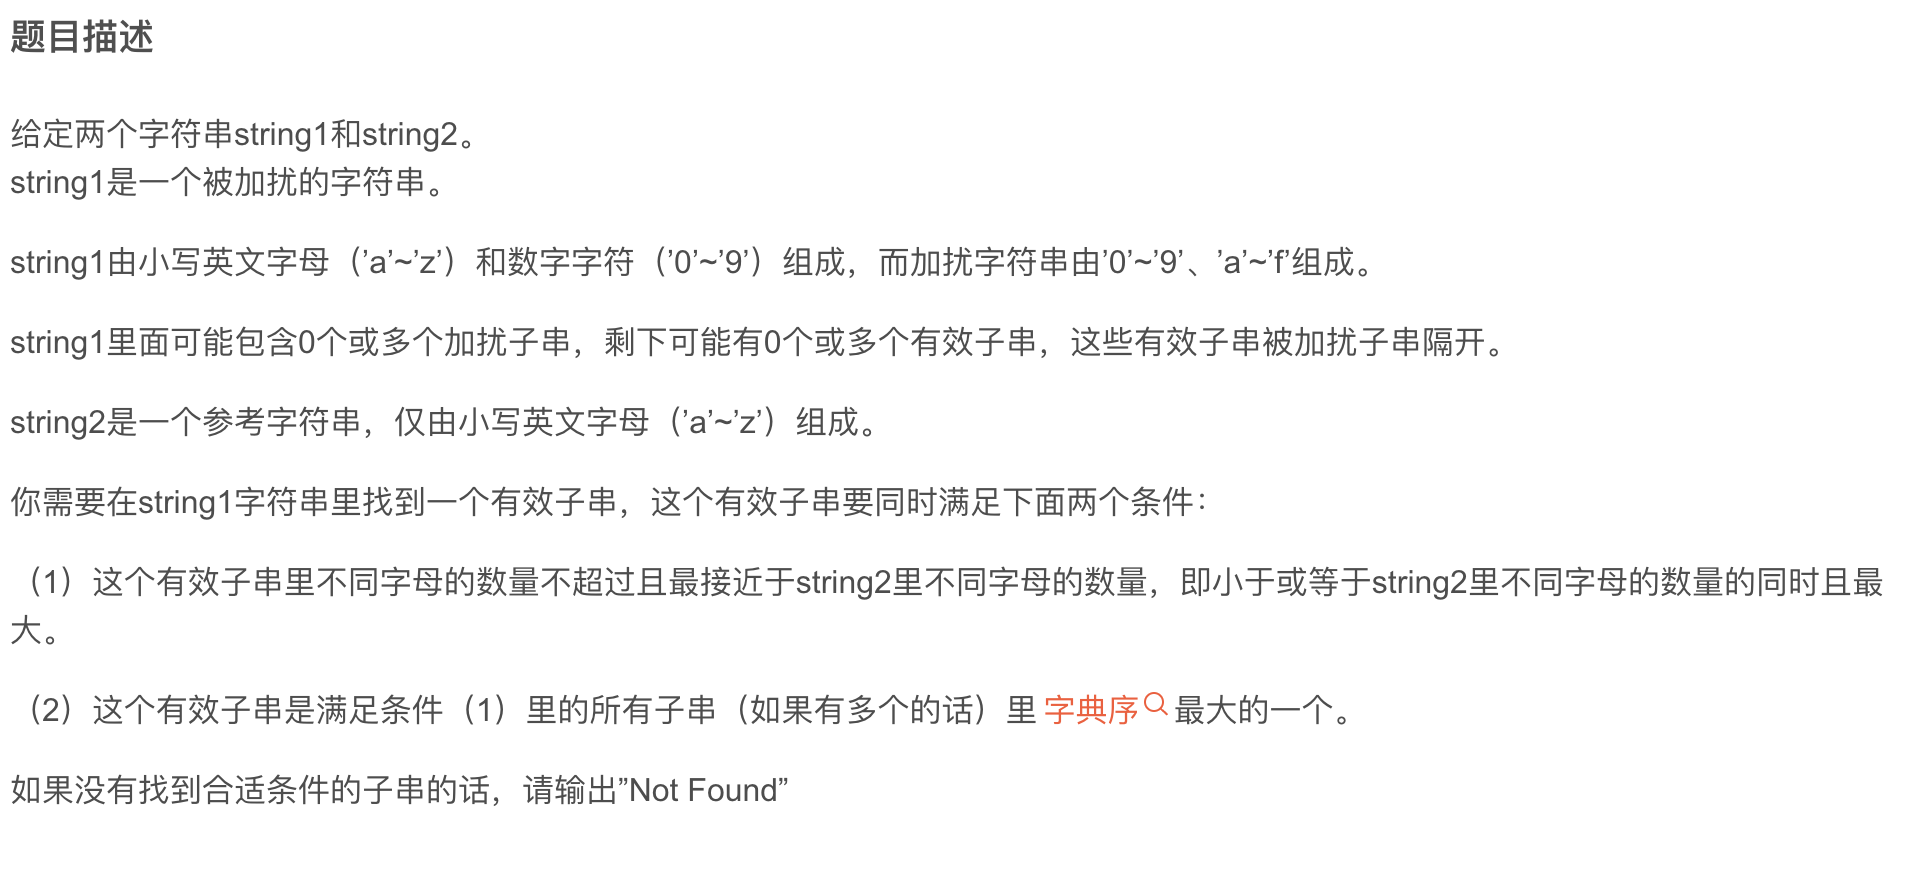 题目描述
给定两个字符串string1和string2。
string1是一个被加扰的字符串。
string1由小写英文字母（’a’~’z’）和数字字符（’0’~’9’）组成，而加扰字符串由’0’~’9’、’a’~’f’组成。
string1里面可能包含0个或多个加扰子串，剩下可能有0个或多个有效子串，这些有效子串被加扰子串隔开。
string2是一个参考字符串，仅由小写英文字母（’a’~’z’）组成。
你需要在string1字符串里找到一个有效子串，这个有效子串要同时满足下面两个条件：
（1）这个有效子串里不同字母的数量不超过且最接近于string2里不同字母的数量，即小于或等于string2里不同字母的数量的同时且最
大。
（2）这个有效子串是满足条件（1）里的所有子串（如果有多个的话）里字典序最大的一个。
如果没有找到合适条件的子串的话，请输出”Not Found”